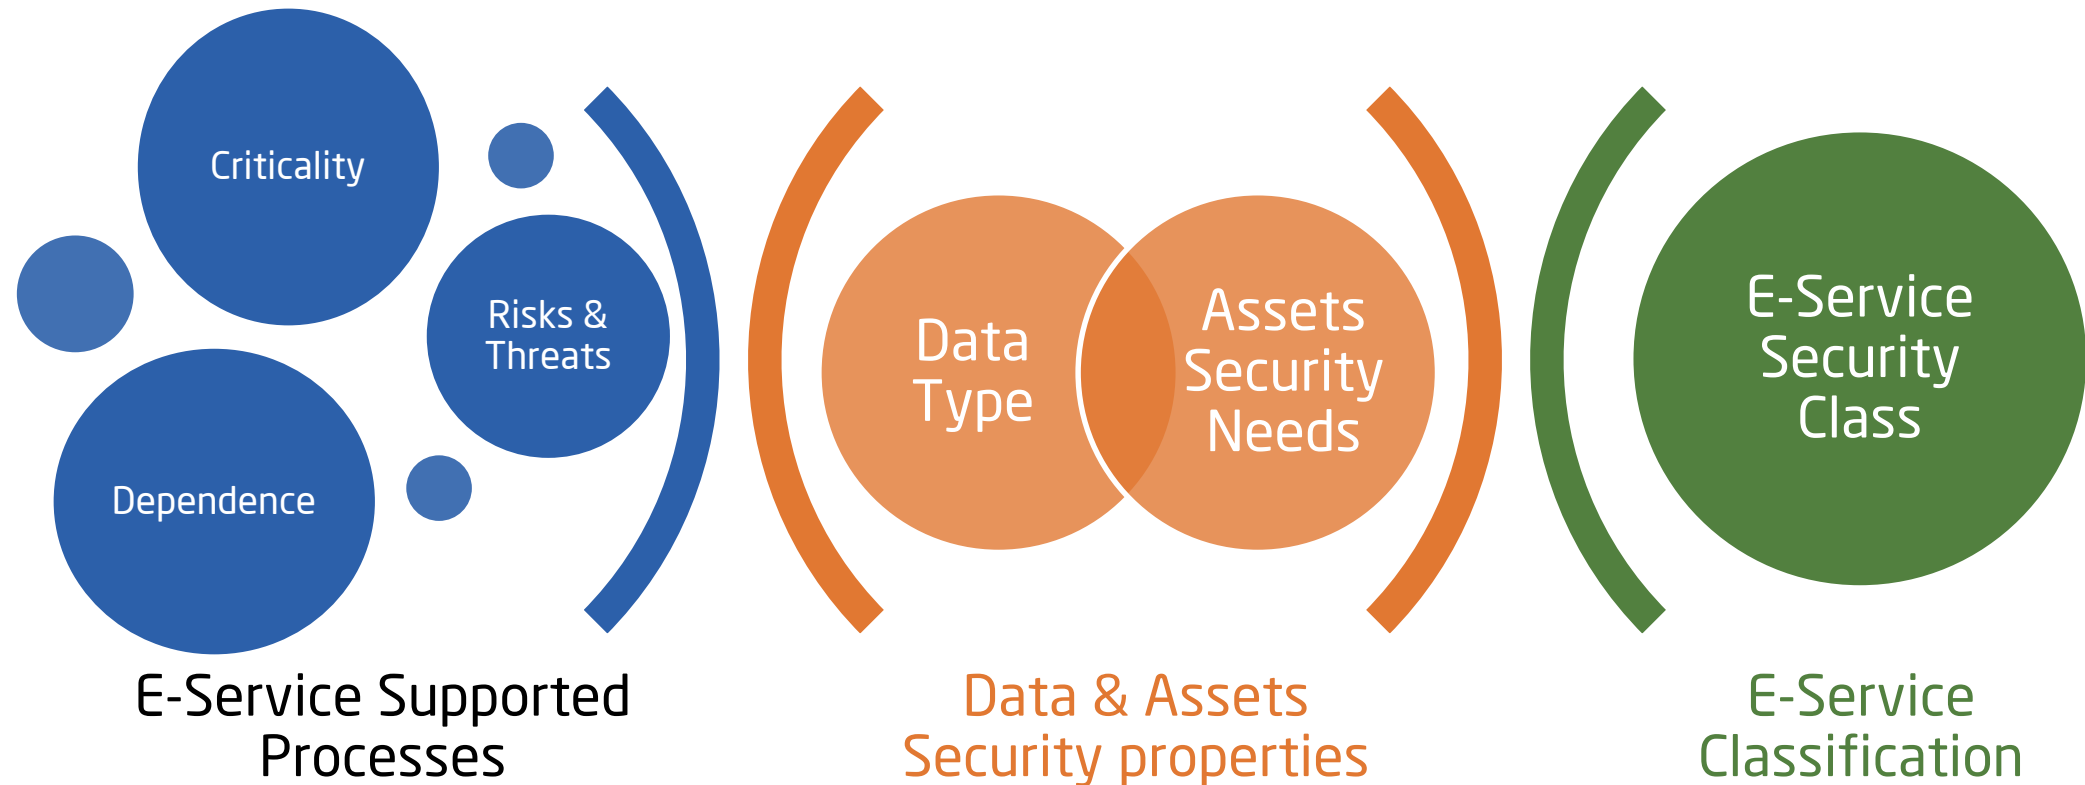 Criticality
Risks &
Threats
Dependence
E-Service Supported
Processes
Data
Type
Assets
Security
Needs
Data & Assets
Security properties
E-Service
Security
Class
E-Service
Classification